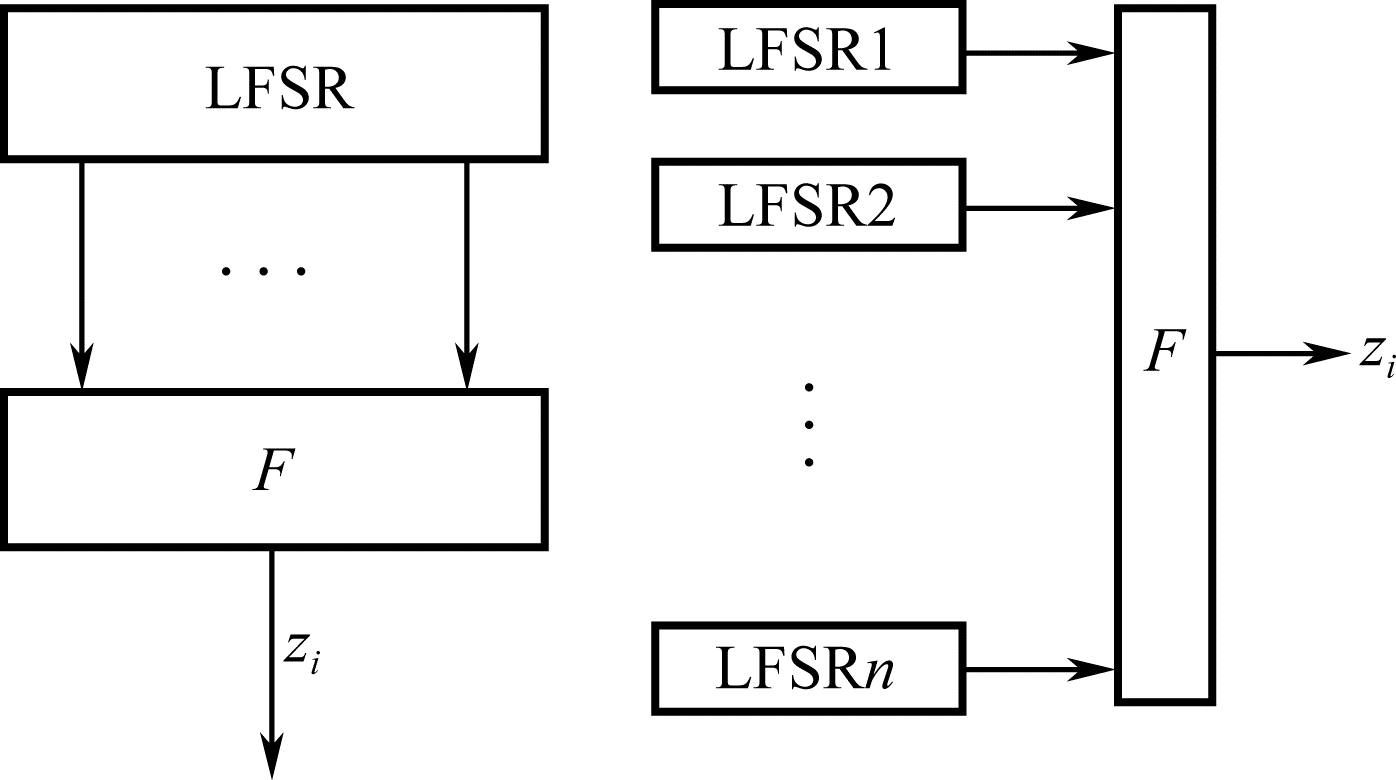 LFSR
. . .
F
z_i
LFSR1
LFSR2
LFSRn
F
z_i